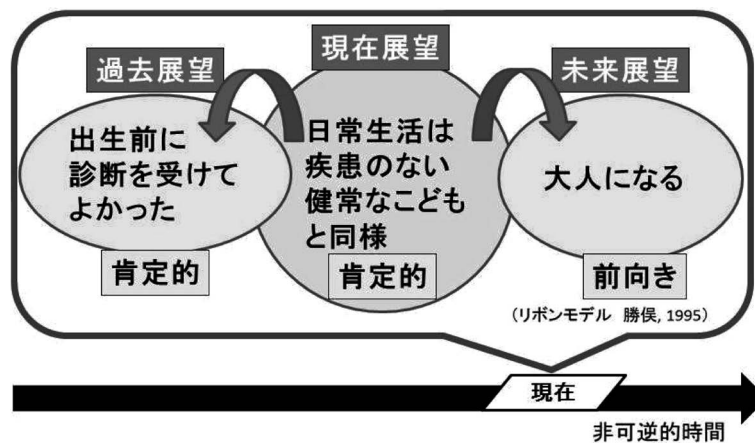 過去展望
現在展望
未来展望
出生前に
診断を受けて
よかった
日常生活は
疾患のない
健常なこども
と同様
大人になる
肯定的
肯定的
前向き
（リボンモデル　勝俣, 1995）
現在
非可逆的時間